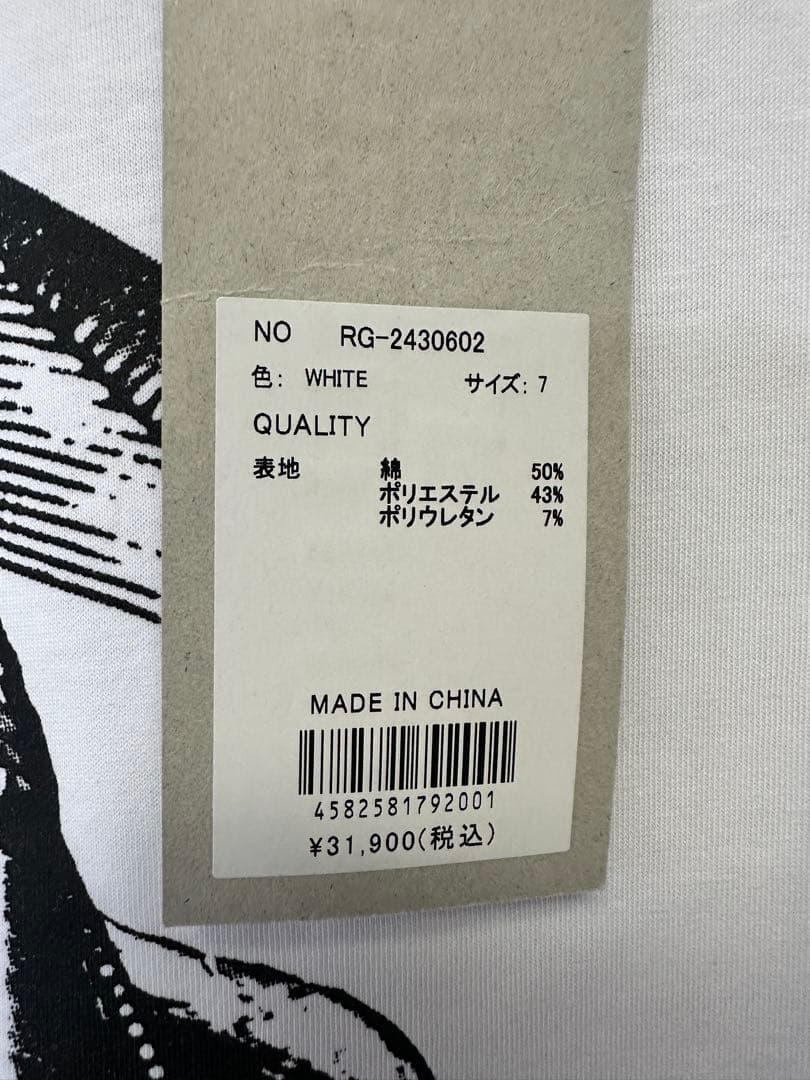 NO RG-2430602
色: WHITE サイズ: 7
QUALITY
表地 綿 50%
ポリエステル 43%
ポリウレタン 7%
MADE IN CHINA
4582581792001
¥31,900(税込)